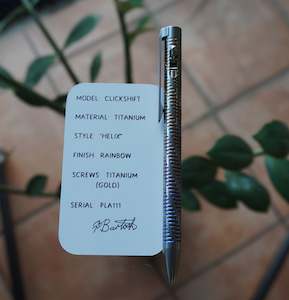 MODEL: CLICKSHIFT
MATERIAL: TITANIUM
STYLE "HELIX"
FINISH RAINBOW
SCREWS TITANIUM
(GOLD)
SERIAL PLA111